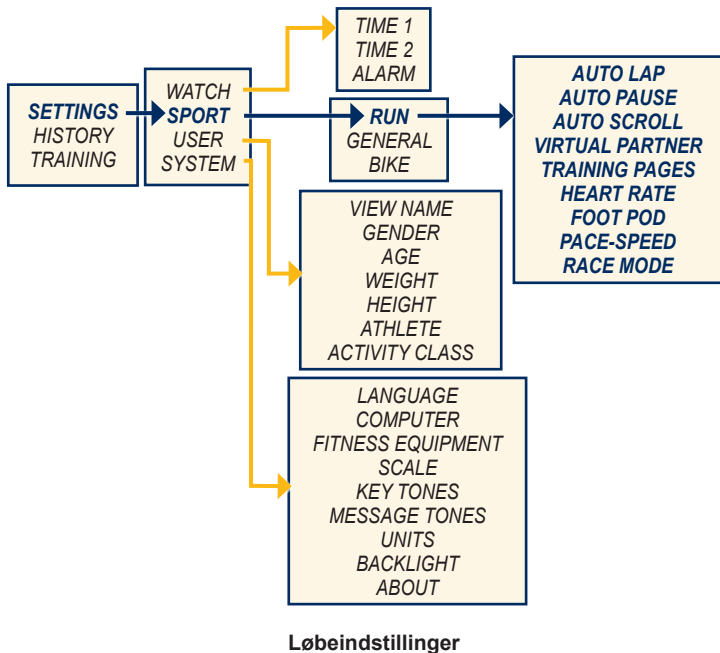 SETTINGS
HISTORY
TRAINING
WATCH
SPORT
USER
SYSTEM
TIME 1
TIME 2
ALARM
RUN
GENERAL
BIKE
AUTO LAP
AUTO PAUSE
AUTO SCROLL
VIRTUAL PARTNER
TRAINING PAGES
HEART RATE
FOOT POD
PACE-SPEED
RACE MODE
VIEW NAME
GENDER
AGE
WEIGHT
HEIGHT
ATHLETE
ACTIVITY CLASS
LANGUAGE
COMPUTER
FITNESS EQUIPMENT
SCALE
KEY TONES
MESSAGE TONES
UNITS
BACKLIGHT
ABOUT
Løbeindstillinger